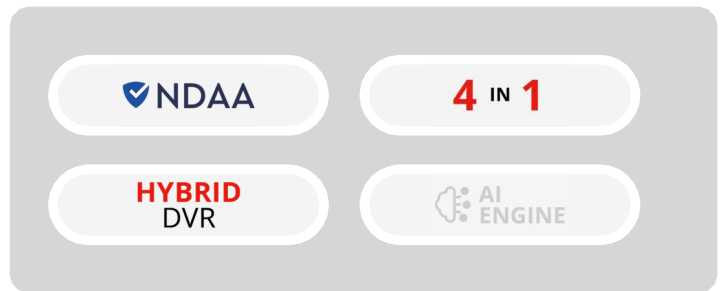 NDAA
4 IN 1
HYBRID
DVR
AI
ENGINE